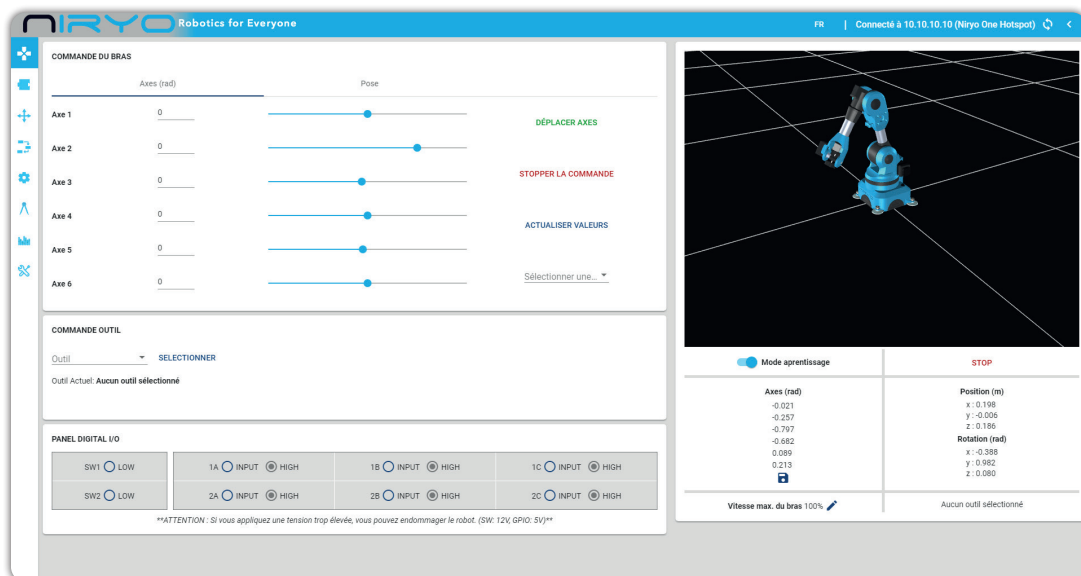 NIRYO Robotics for Everyone
FR | Connecté à 10.10.10.10 (Niryo One Hotspot)
COMMANDE DU BRAS
Axes (rad) Pose
Axe 1 0
Axe 2 0
Axe 3 0
Axe 4 0
Axe 5 0
Axe 6 0
DÉPLACER AXES
STOPPER LA COMMANDE
ACTUALISER VALEURS
Sélectionner une...
COMMANDE OUTIL
Outil SELECTIONNER
Outil Actuel: Aucun outil sélectionné
PANEL DIGITAL I/O
SW1 LOW 1A INPUT HIGH 1B INPUT HIGH 1C INPUT HIGH
SW2 LOW 2A INPUT HIGH 2B INPUT HIGH 2C INPUT HIGH
**ATTENTION : Si vous appliquez une tension trop élevée, vous pouvez endommager le robot. (SW: 12V, GPIO: 5V)**
Mode aprentissage
STOP
Axes (rad)
-0.021
-0.257
-0.797
-0.682
0.089
0.213
Position (m)
x : 0.198
y : -0.006
z : 0.186
Rotation (rad)
x : -0.388
y : 0.982
z : 0.080
Vitesse max. du bras 100%
Aucun outil sélectionné